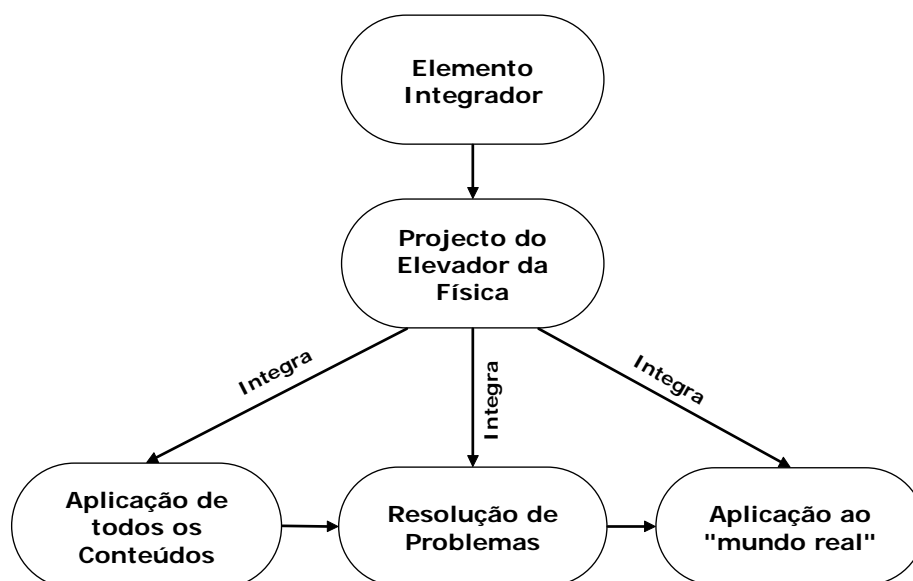 Elemento
Integrador
Projecto do
Elevador da
Física
Integra
Integra
Integra
Aplicação de
todos os
Conteúdos
Resolução de
Problemas
Aplicação ao
"mundo real"